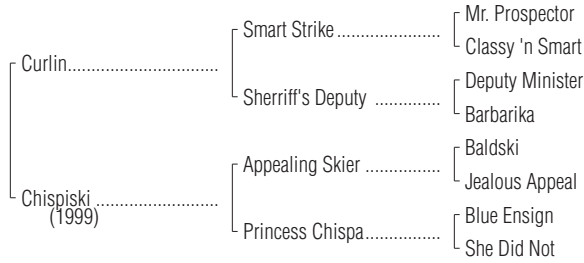 Mr. Prospector
Smart Strike
Classy 'n Smart
Curlin
Deputy Minister
Sherriff's Deputy
Barbarika
Baldski
Appealing Skier
Jealous Appeal
Chispiski
(1999)
Blue Ensign
Princess Chispa
She Did Not